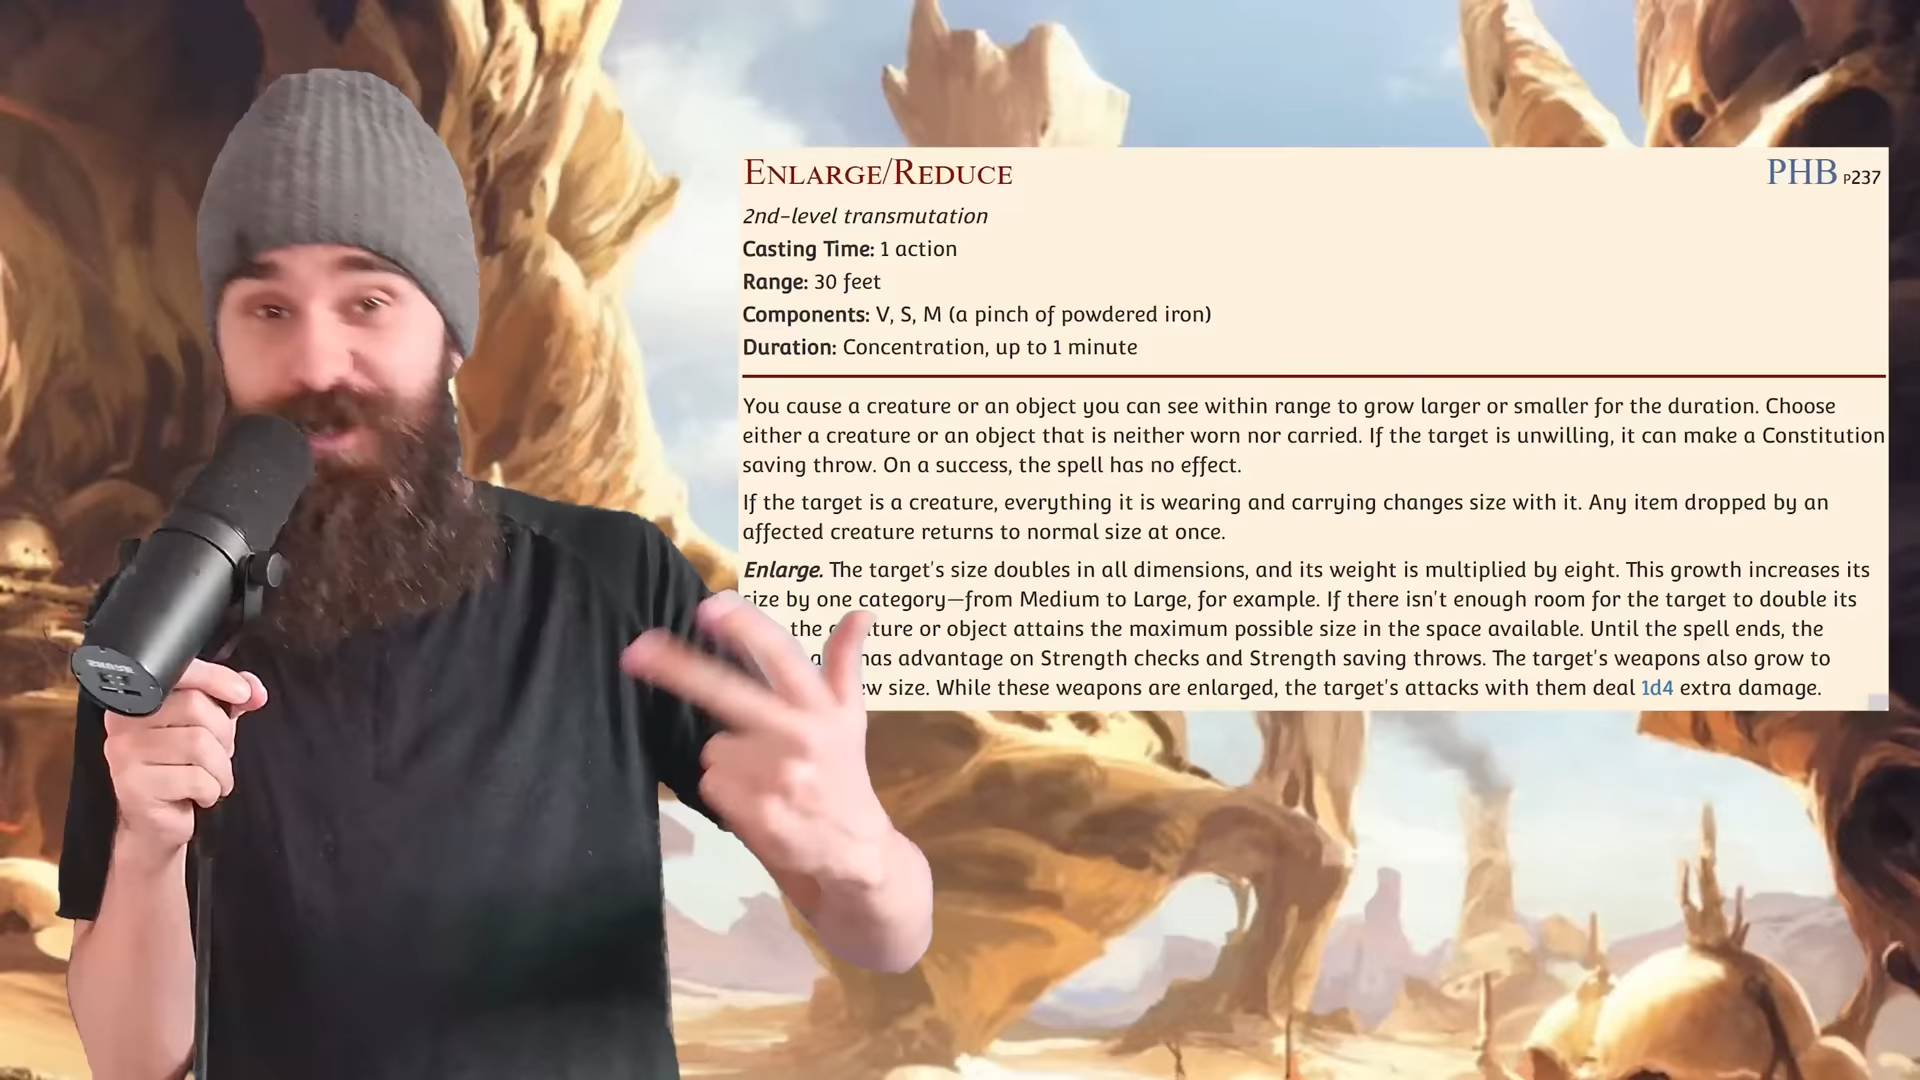 ENLARGE/REDUCE
PHB P237
2nd-level transmutation
Casting Time: 1 action
Range: 30 feet
Components: V, S, M (a pinch of powdered iron)
Duration: Concentration, up to 1 minute
You cause a creature or an object you can see within range to grow larger or smaller for the duration. Choose
either a creature or an object that is neither worn nor carried. If the target is unwilling, it can make a Constitution
saving throw. On a success, the spell has no effect.
If the target is a creature, everything it is wearing and carrying changes size with it. Any item dropped by an
affected creature returns to normal size at once.
Enlarge. The target's size doubles in all dimensions, and its weight is multiplied by eight. This growth increases its
size by one category—from Medium to Large, for example. If there isn't enough room for the target to double its
the creature or object attains the maximum possible size in the space available. Until the spell ends, the
has advantage on Strength checks and Strength saving throws. The target's weapons also grow to
size. While these weapons are enlarged, the target's attacks with them deal 1d4 extra damage.